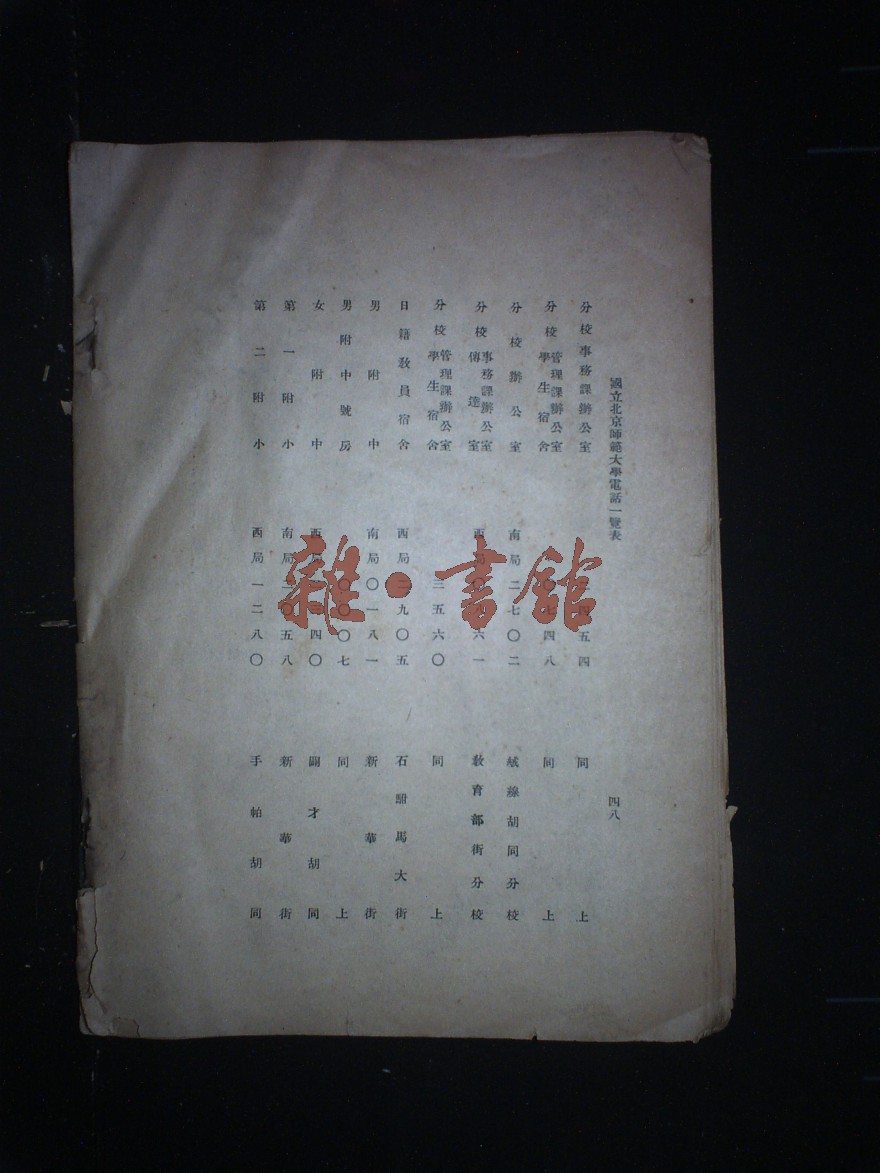 國立北京師範大學電話一覽表
四八
分校事務課辦公室 四五四 同上
分校管理課辦公室學生宿舍 七四八 同上
分校辦公室 南局二七〇二 絨線胡同分校
分校事務課辦公室傳達室 西局 六一 教育部街分校
分校管理課辦公室學生宿舍 三五六〇 同上
日籍教員宿舍 西局二九〇五 石駙馬大街
男附中 南局〇一八一 新華街
男附中號房 〇〇〇七 同上
女附中 西局 四〇 闢才胡同
第一附小 南局二〇五八 新華街
第二附小 西局一二八〇 手帕胡同
雜·書館